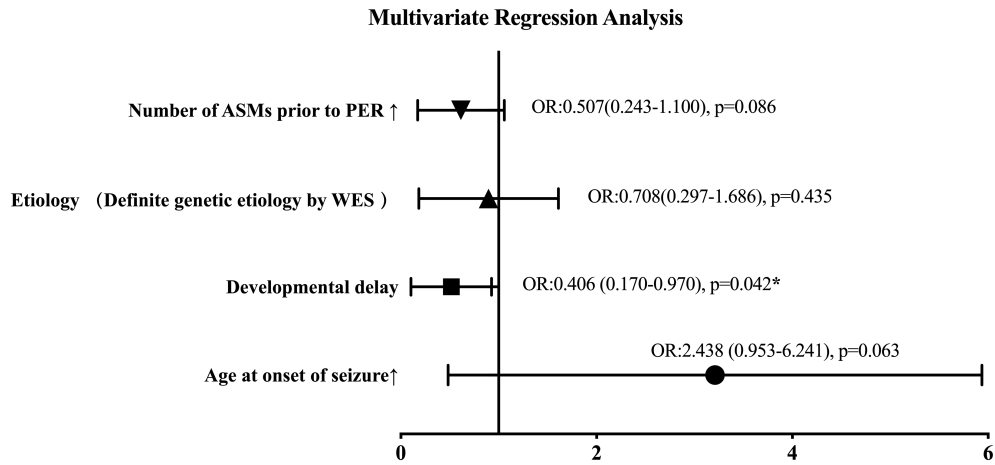 Multivariate Regression Analysis
Number of ASMs prior to PER ↑ OR:0.507(0.243-1.100), p=0.086
Etiology （Definite genetic etiology by WES ） OR:0.708(0.297-1.686), p=0.435
Developmental delay OR:0.406 (0.170-0.970), p=0.042*
OR:2.438 (0.953-6.241), p=0.063
Age at onset of seizure↑
0 2 4 6